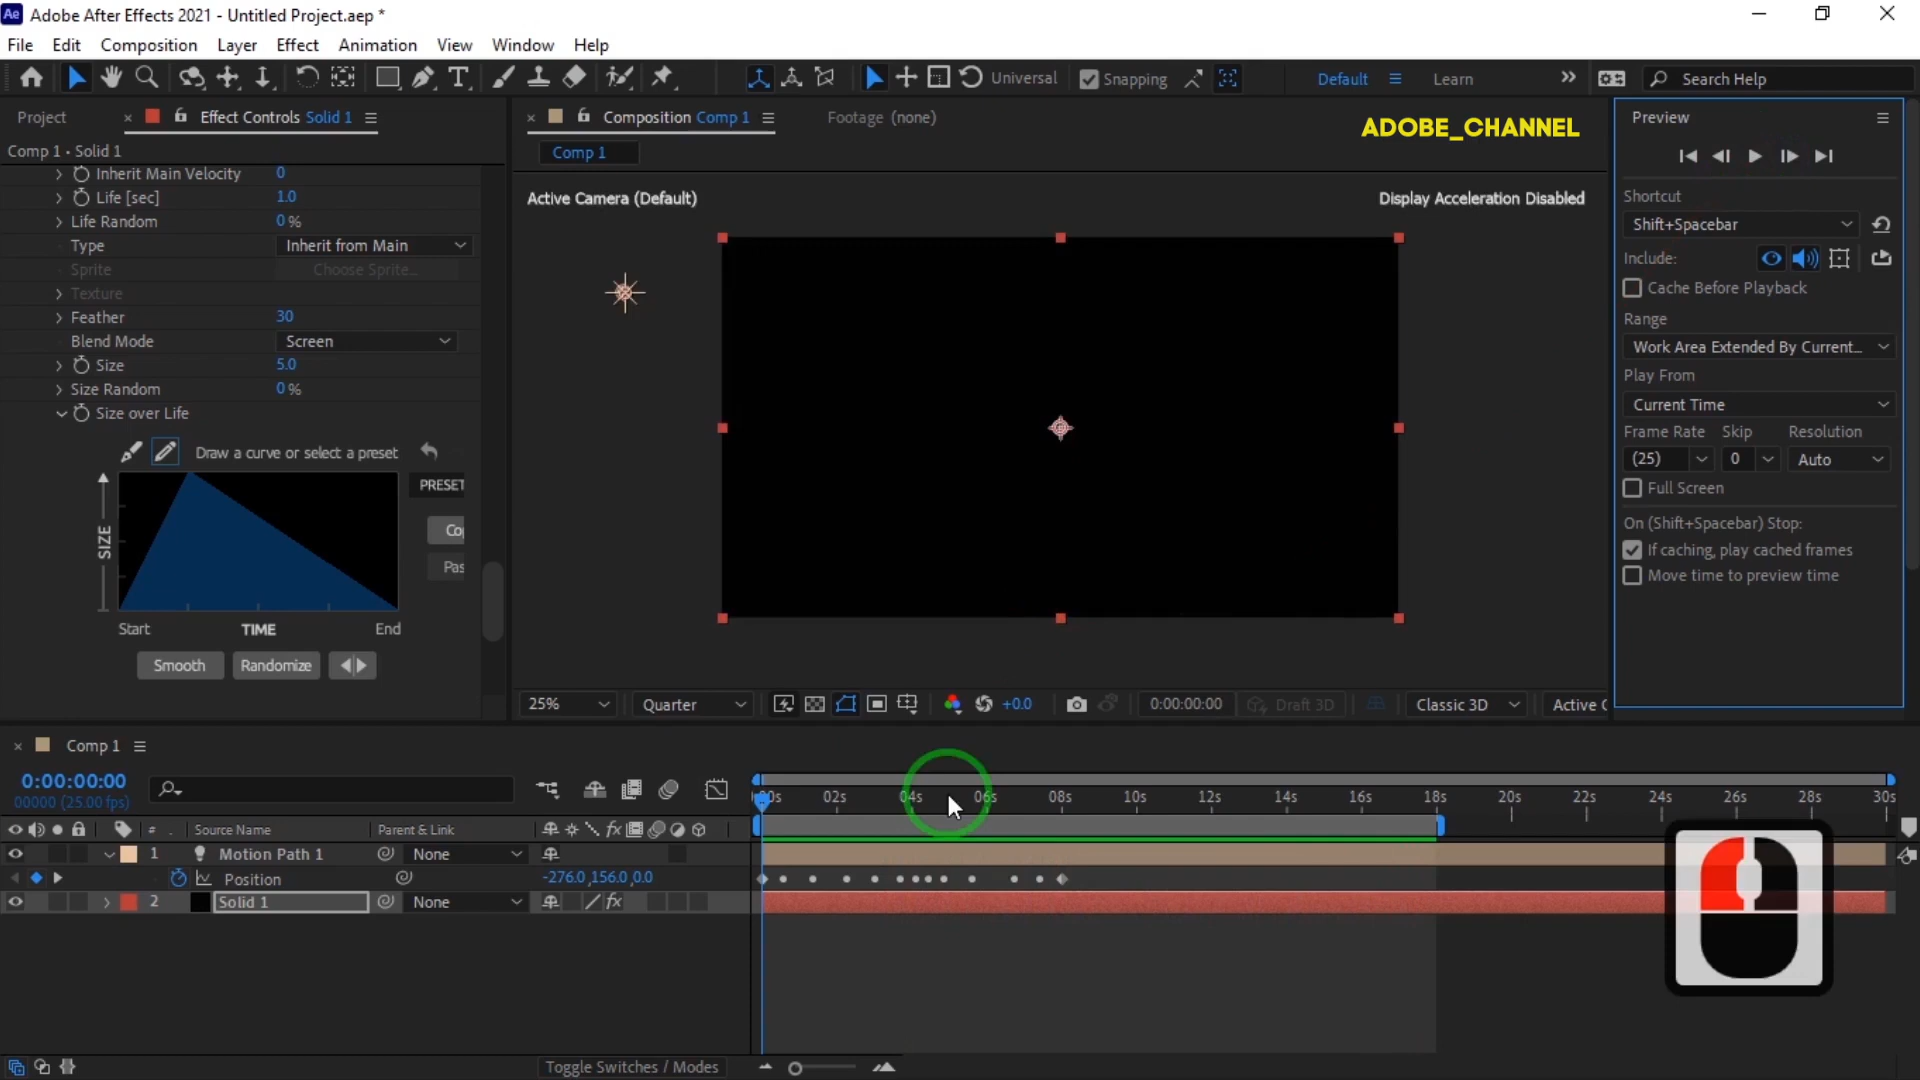 Ae Adobe After Effects 2021 - Untitled Project.aep *
File Edit Composition Layer Effect Animation View Window Help
Universal Snapping Default Learn Search Help
Project Effect Controls Solid 1 Composition Comp 1 Footage (none) ADOBE_CHANNEL Preview
Comp 1 • Solid 1 Comp 1
Inherit Main Velocity 0
Life [sec] 1.0 Active Camera (Default) Display Acceleration Disabled Shortcut
Life Random 0 % Shift+Spacebar
Type Inherit from Main Include:
Sprite Choose Sprite...
Texture Cache Before Playback
Feather 30 Range
Blend Mode Screen Work Area Extended By Current...
Size 5.0 Play From
Size Random 0 % Current Time
Size over Life Frame Rate Skip Resolution
Draw a curve or select a preset (25) 0 Auto
PRESET Full Screen
Cop On (Shift+Spacebar) Stop:
SIZE If caching, play cached frames
Pas Move time to preview time
Start TIME End
Smooth Randomize
25% Quarter +0.0 0:00:00:00 Draft 3D Classic 3D Active C
Comp 1
0:00:00:00
00000 (25.00 fps) 00s 02s 04s 06s 08s 10s 12s 14s 16s 18s 20s 22s 24s 26s 28s 30s
# Source Name Parent & Link fx
1 Motion Path 1 None
Position -276.0,156.0,0.0
2 Solid 1 None fx
Toggle Switches / Modes